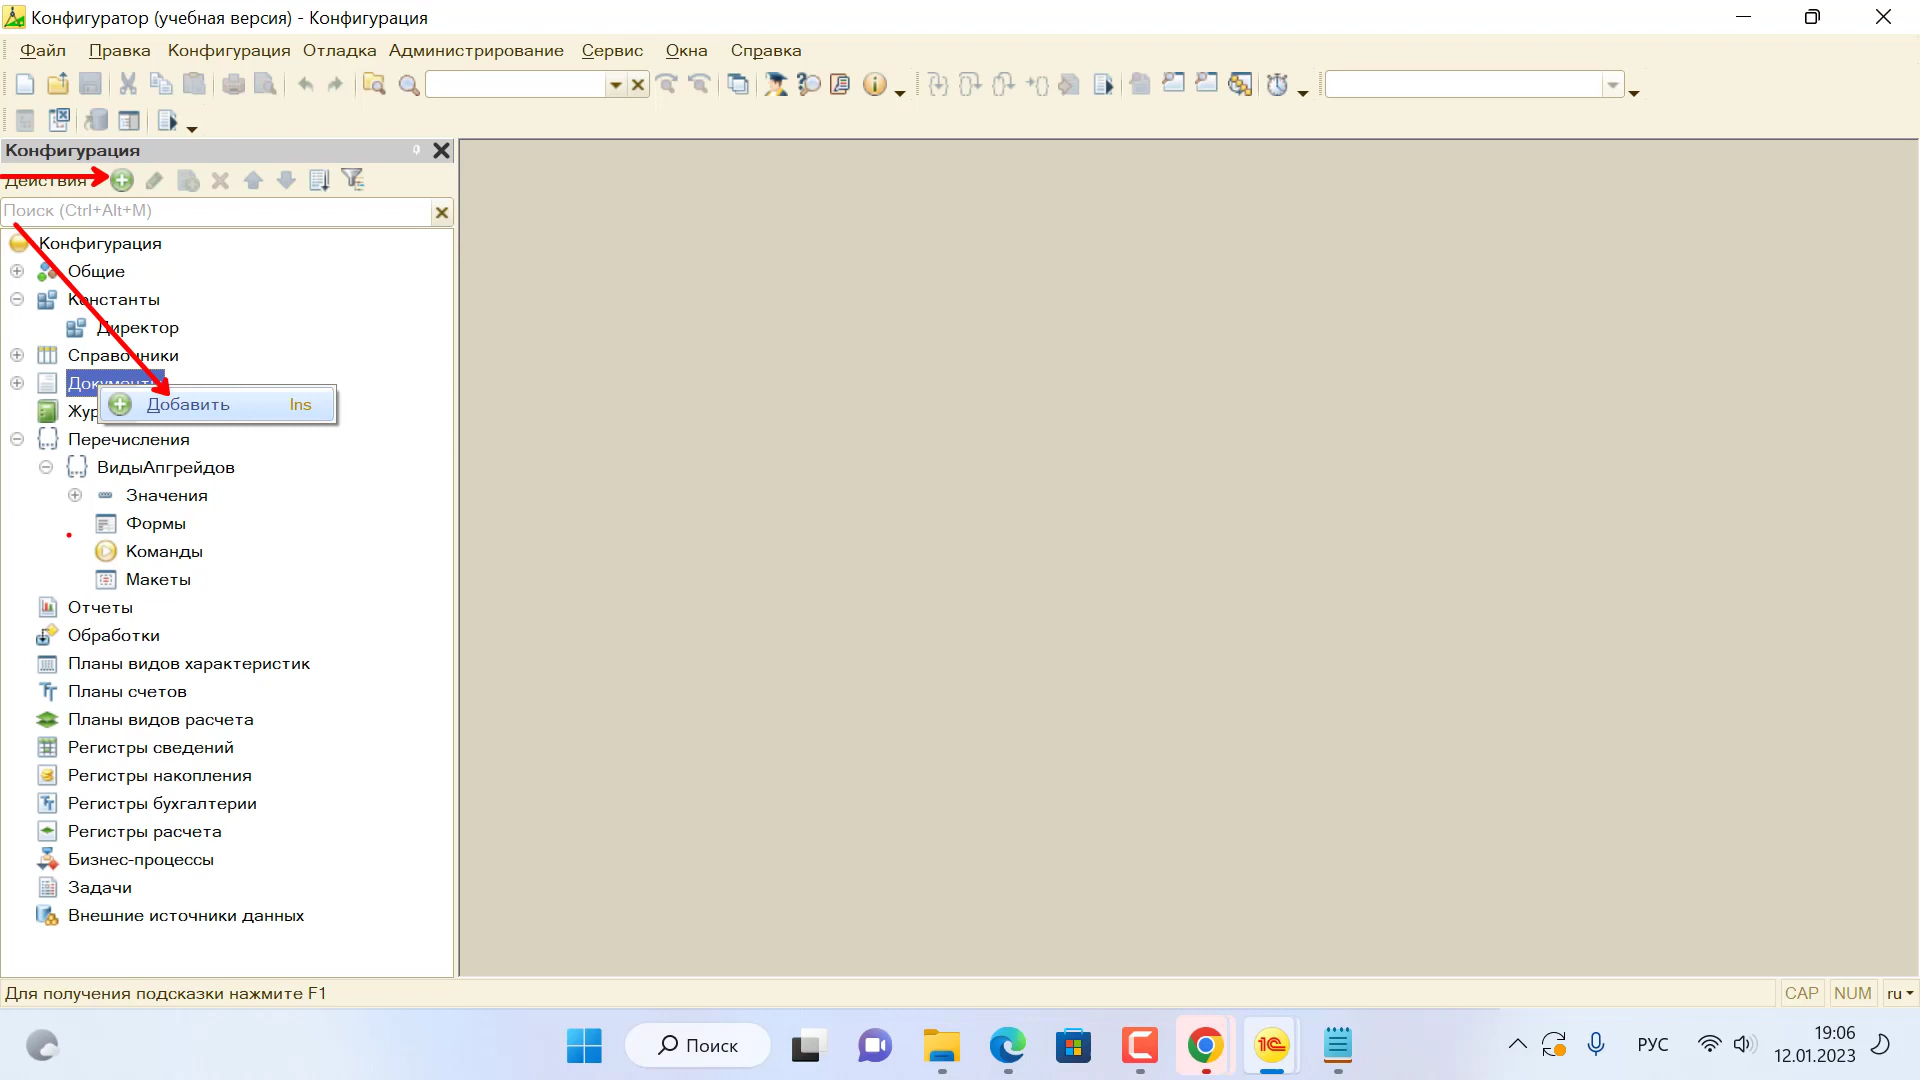 Конфигуратор (учебная версия) - Конфигурация
Файл Правка Конфигурация Отладка Администрирование Сервис Окна Справка
Конфигурация
Действия
Поиск (Ctrl+Alt+M)
Конфигурация
Общие
Константы
Директор
Справочники
Документы
Добавить Ins
Жур
Перечисления
ВидыАпгрейдов
Значения
Формы
Команды
Макеты
Отчеты
Обработки
Планы видов характеристик
Планы счетов
Планы видов расчета
Регистры сведений
Регистры накопления
Регистры бухгалтерии
Регистры расчета
Бизнес-процессы
Задачи
Внешние источники данных
Для получения подсказки нажмите F1 CAP NUM ru
Поиск РУС 19:06
12.01.2023